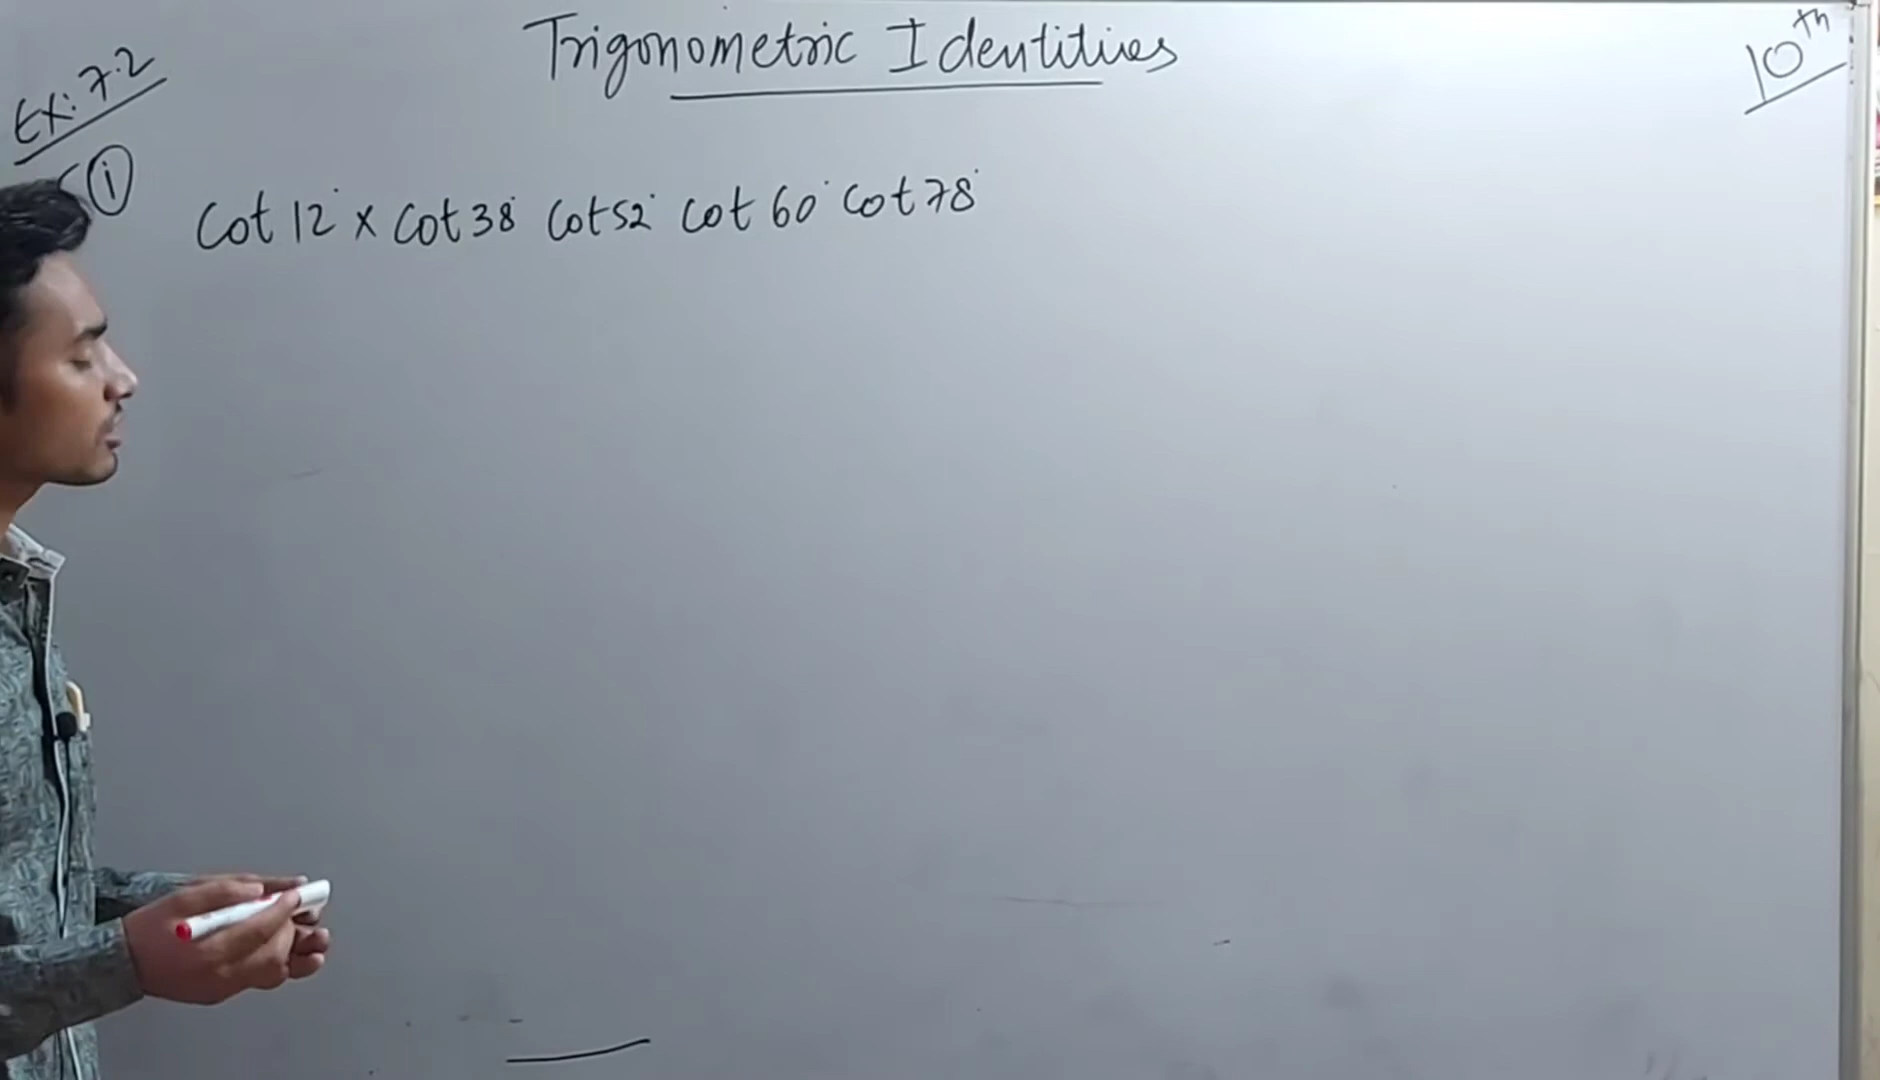 Trigonometric Identities
10th
Ex: 7.2
(i)
Cot 12° x Cot 38° Cot 52° Cot 60° Cot 78°